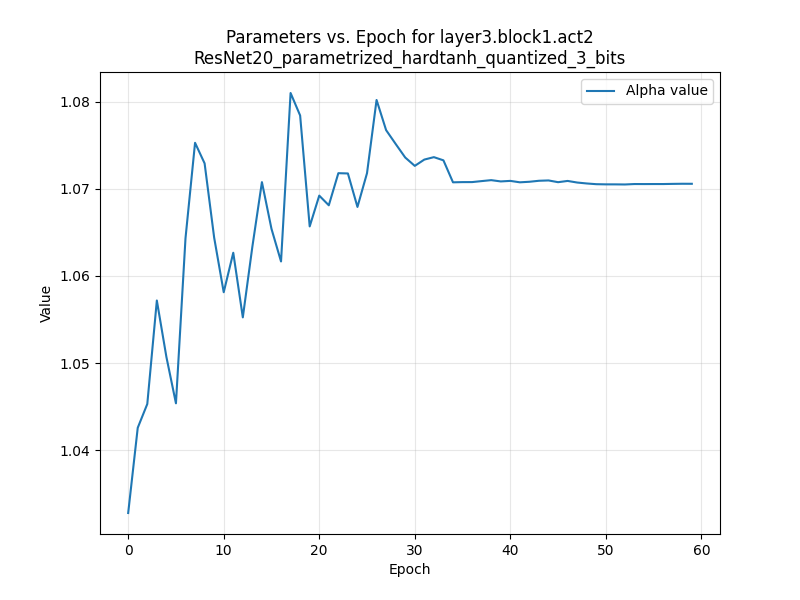 Parameters vs. Epoch for layer3.block1.act2
ResNet20_parametrized_hardtanh_quantized_3_bits
Alpha value
1.08
1.07
1.06
1.05
1.04
Value
0 10 20 30 40 50 60
Epoch